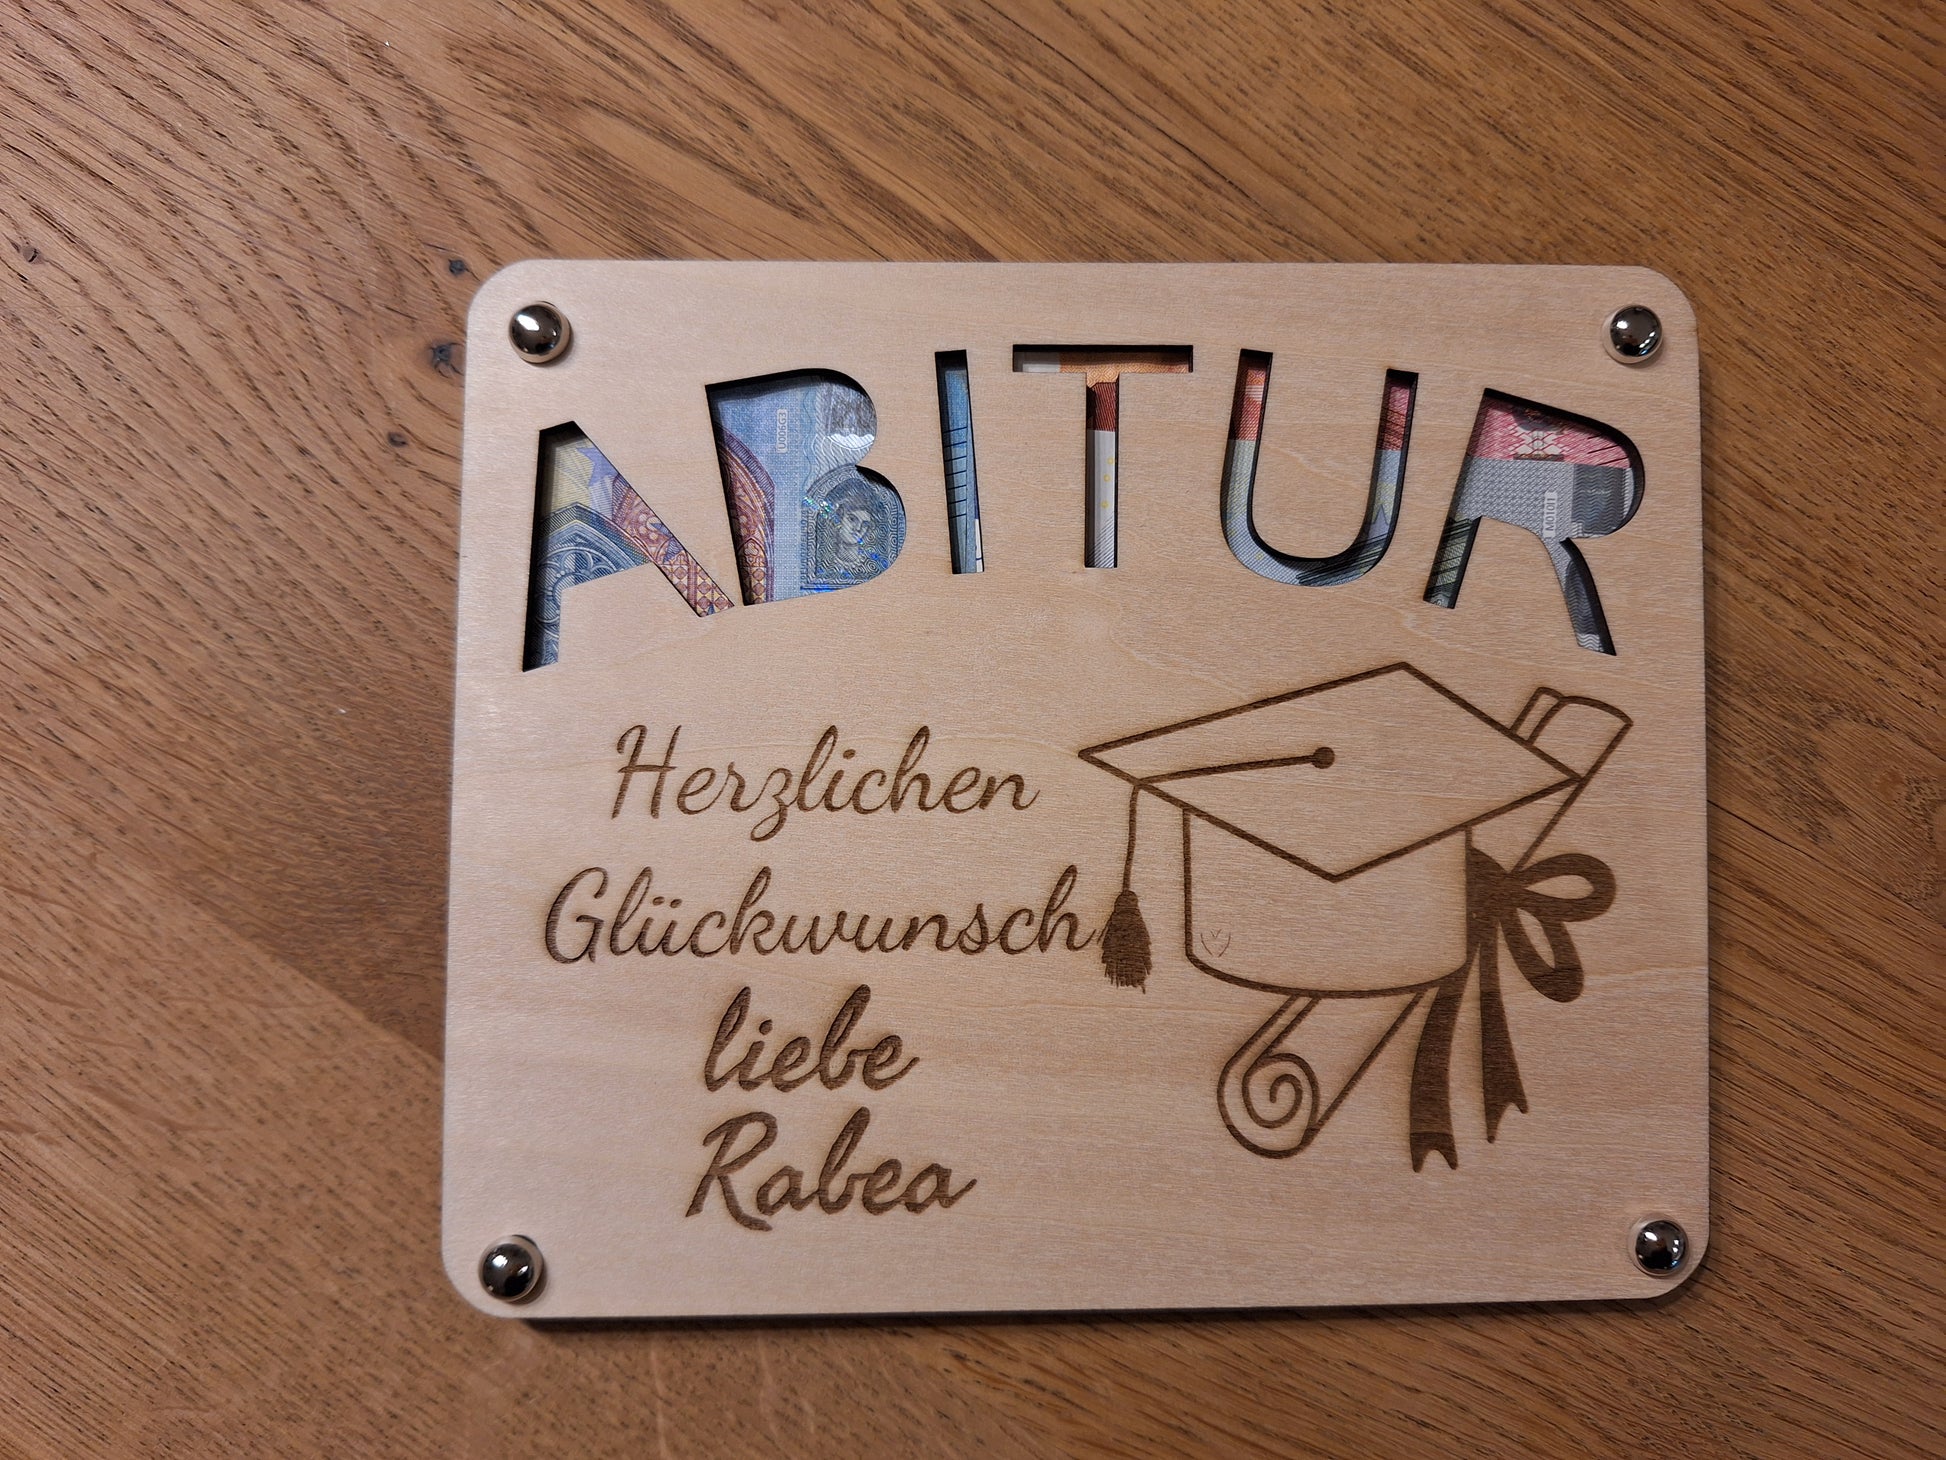 ABITUR
Herzlichen
Glückwunsch
liebe
Rabea